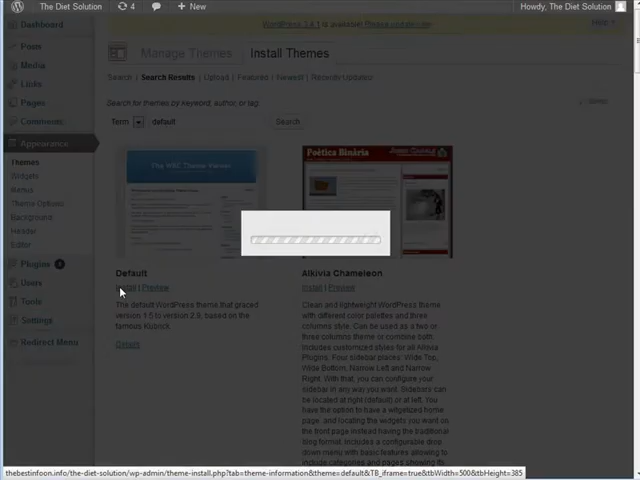 4
+ New
Howdy, The Diet Solution
Dashboard
WordPress 3.4.1 is available! Please update now.
Help
Posts
Manage Themes
Install Themes
Media
Search | Search Results | Upload | Featured | Newest | Recently Updated
Links
Pages
Search for themes by keyword, author, or tag.
Comments
Term
default
Search
Appearance
Themes
Widgets
Menus
Theme Options
Background
Header
Editor
Plugins 4
Users
Tools
Settings
Redirect Menu
Poética Binária
Default
Install | Preview
The default WordPress theme that graced
version 1.5 to version 2.9, based on the
famous Kubrick.
Details
Alkivia Chameleon
Install | Preview
Clean and lightweight WordPress theme
with different color palettes and three
columns style. Can be used as a two or
three columns theme or combine both.
Includes customized styles for all Alkivia
Plugins. Four sidebar places: Wide Top,
Wide Bottom, Narrow Left and Narrow
Right. With that, you can configure your
sidebar in any way you want. Sidebars can be
located at right (default) or at left. You
have the option to have a widgetized home
page, and locating the widgets you want on
the front page instead having the traditional
blog format. Includes a configurable drop
down menu with basic features allowing to
include categories and pages showing its
thebestinfoon.info/the-diet-solution/wp-admin/theme-install.php?tab=theme-information&theme=default&TB_iframe=true&tbWidth=500&tbHeight=385